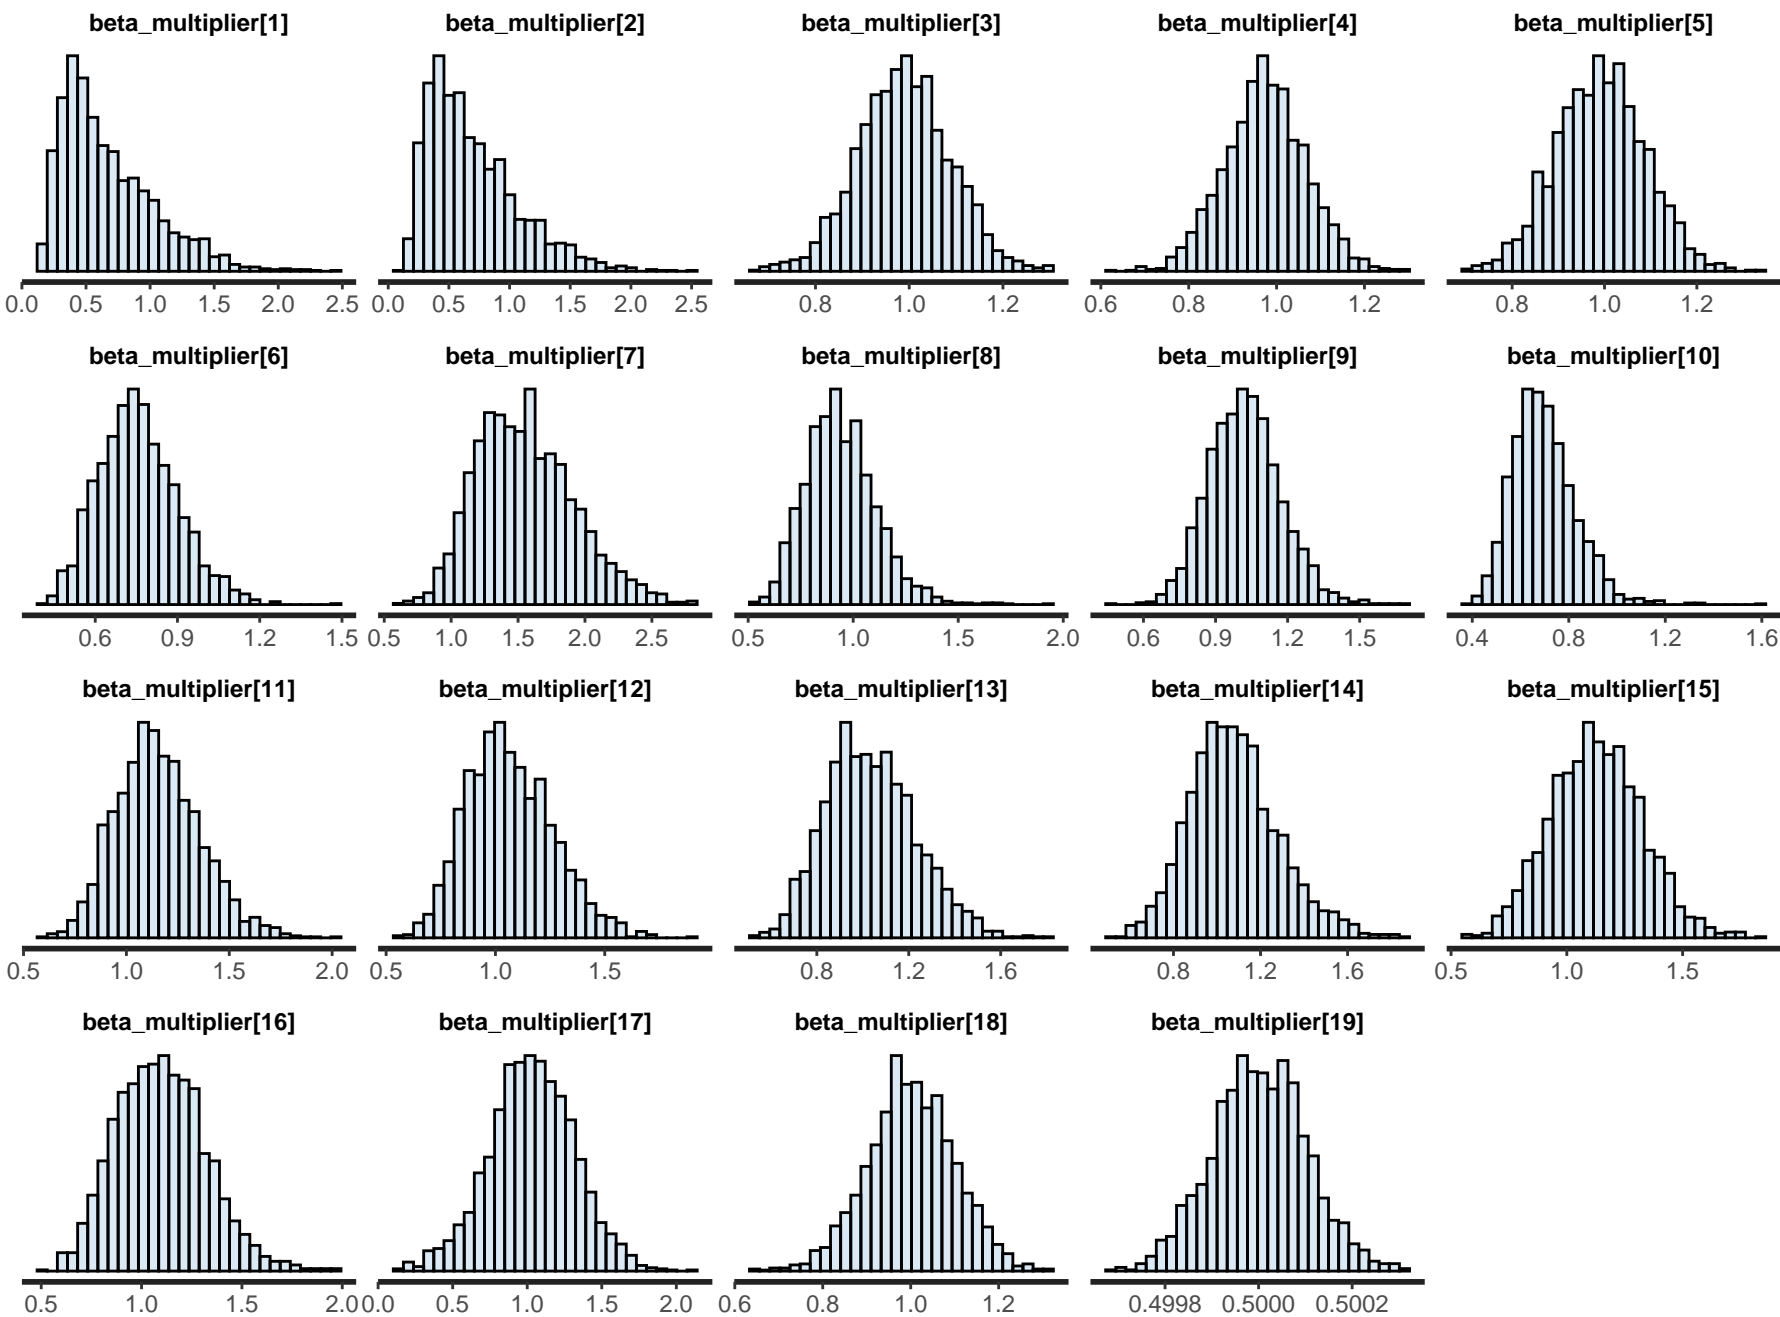 beta_multiplier[1] beta_multiplier[2] beta_multiplier[3] beta_multiplier[4] beta_multiplier[5]
0.0 0.5 1.0 1.5 2.0 2.5 0.0 0.5 1.0 1.5 2.0 2.5 0.8 1.0 1.2 0.6 0.8 1.0 1.2 0.8 1.0 1.2
beta_multiplier[6] beta_multiplier[7] beta_multiplier[8] beta_multiplier[9] beta_multiplier[10]
0.6 0.9 1.2 1.5 0.5 1.0 1.5 2.0 2.5 0.5 1.0 1.5 2.0 0.6 0.9 1.2 1.5 0.4 0.8 1.2 1.6
beta_multiplier[11] beta_multiplier[12] beta_multiplier[13] beta_multiplier[14] beta_multiplier[15]
0.5 1.0 1.5 2.0 0.5 1.0 1.5 0.8 1.2 1.6 0.8 1.2 1.6 0.5 1.0 1.5
beta_multiplier[16] beta_multiplier[17] beta_multiplier[18] beta_multiplier[19]
0.5 1.0 1.5 2.0 0.0 0.5 1.0 1.5 2.0 0.6 0.8 1.0 1.2 0.4998 0.5000 0.5002